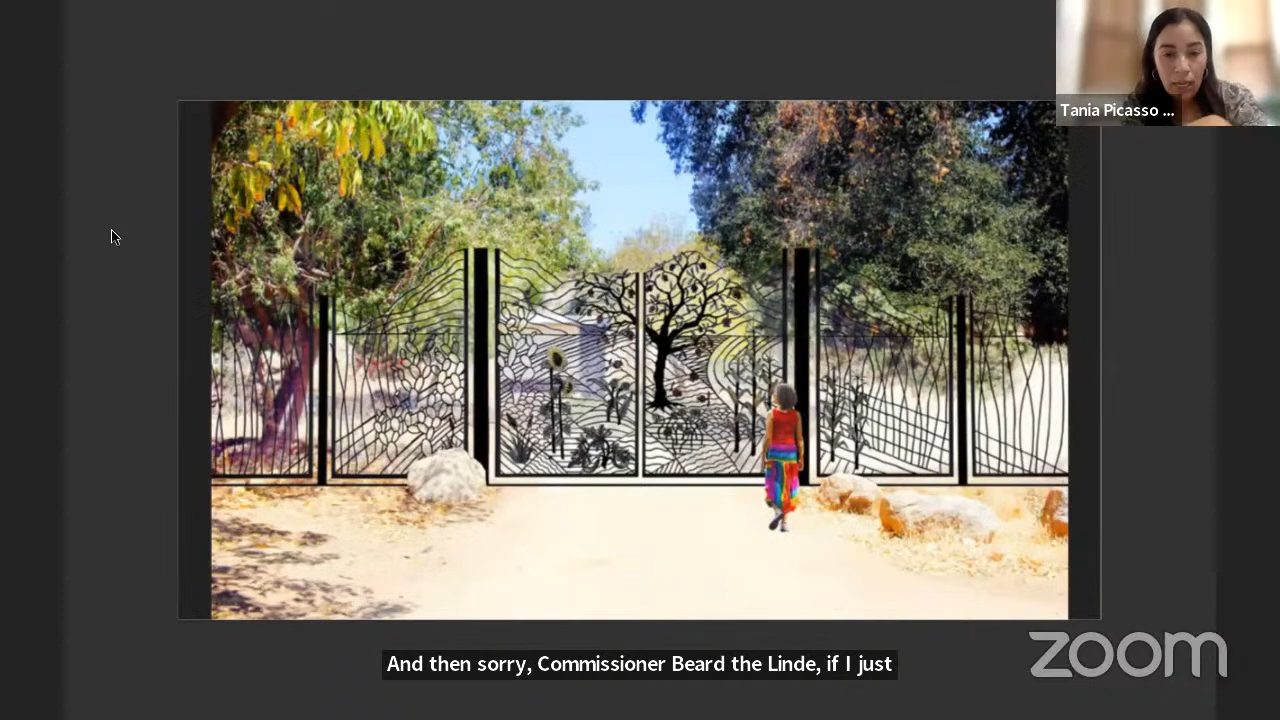 Tania Picasso ...
And then sorry, Commissioner Beard the Linde, if I just
zoom